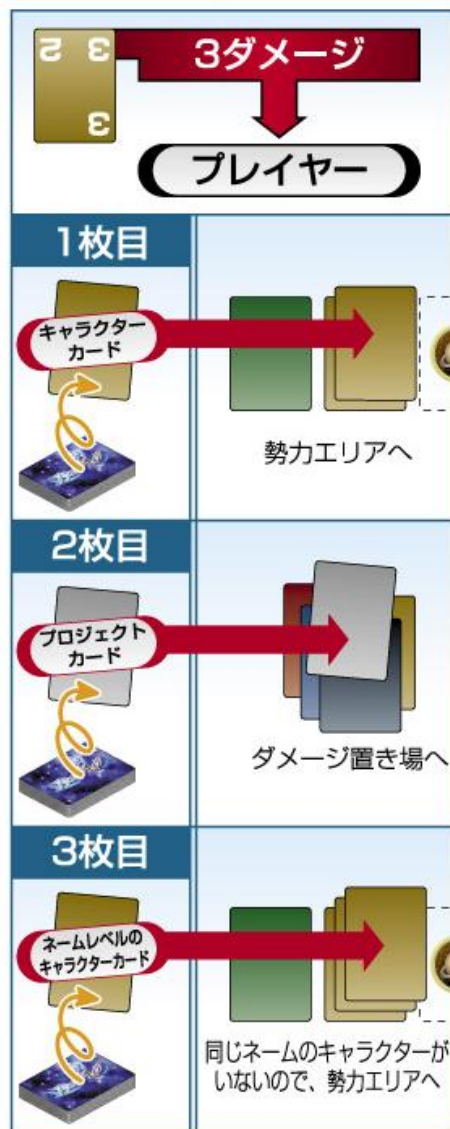 2 3
3
3ダメージ
プレイヤー
1枚目
キャラクター
カード
勢力エリアへ
2枚目
プロジェクト
カード
ダメージ置き場へ
3枚目
ネームレベルの
キャラクターカード
同じネームのキャラクターが
いないので、勢力エリアへ